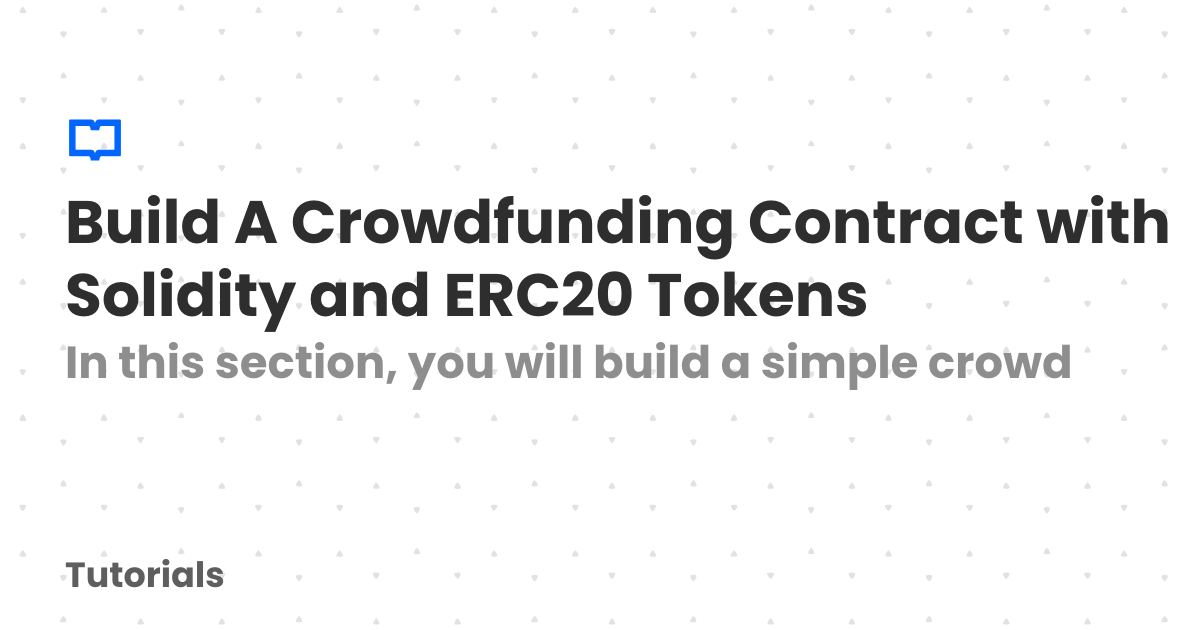 Build A Crowdfunding Contract with
Solidity and ERC20 Tokens
In this section, you will build a simple crowd
Tutorials